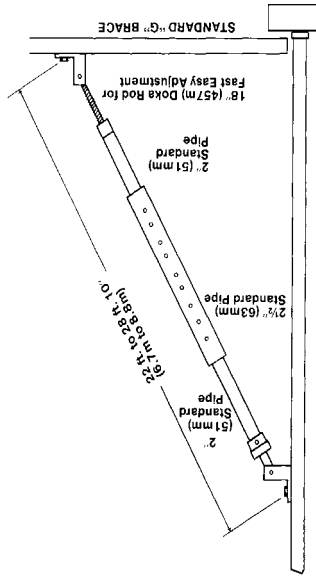 2"
(51mm)
Standard
Pipe
22 ft. to 28 ft. 10"
(6.7m to 8.8m)
2½" (63mm)
Standard Pipe
2" (51mm)
Standard
Pipe
18" (457m) Doka Rod for
Fast Easy Adjustment
STANDARD "G" BRACE